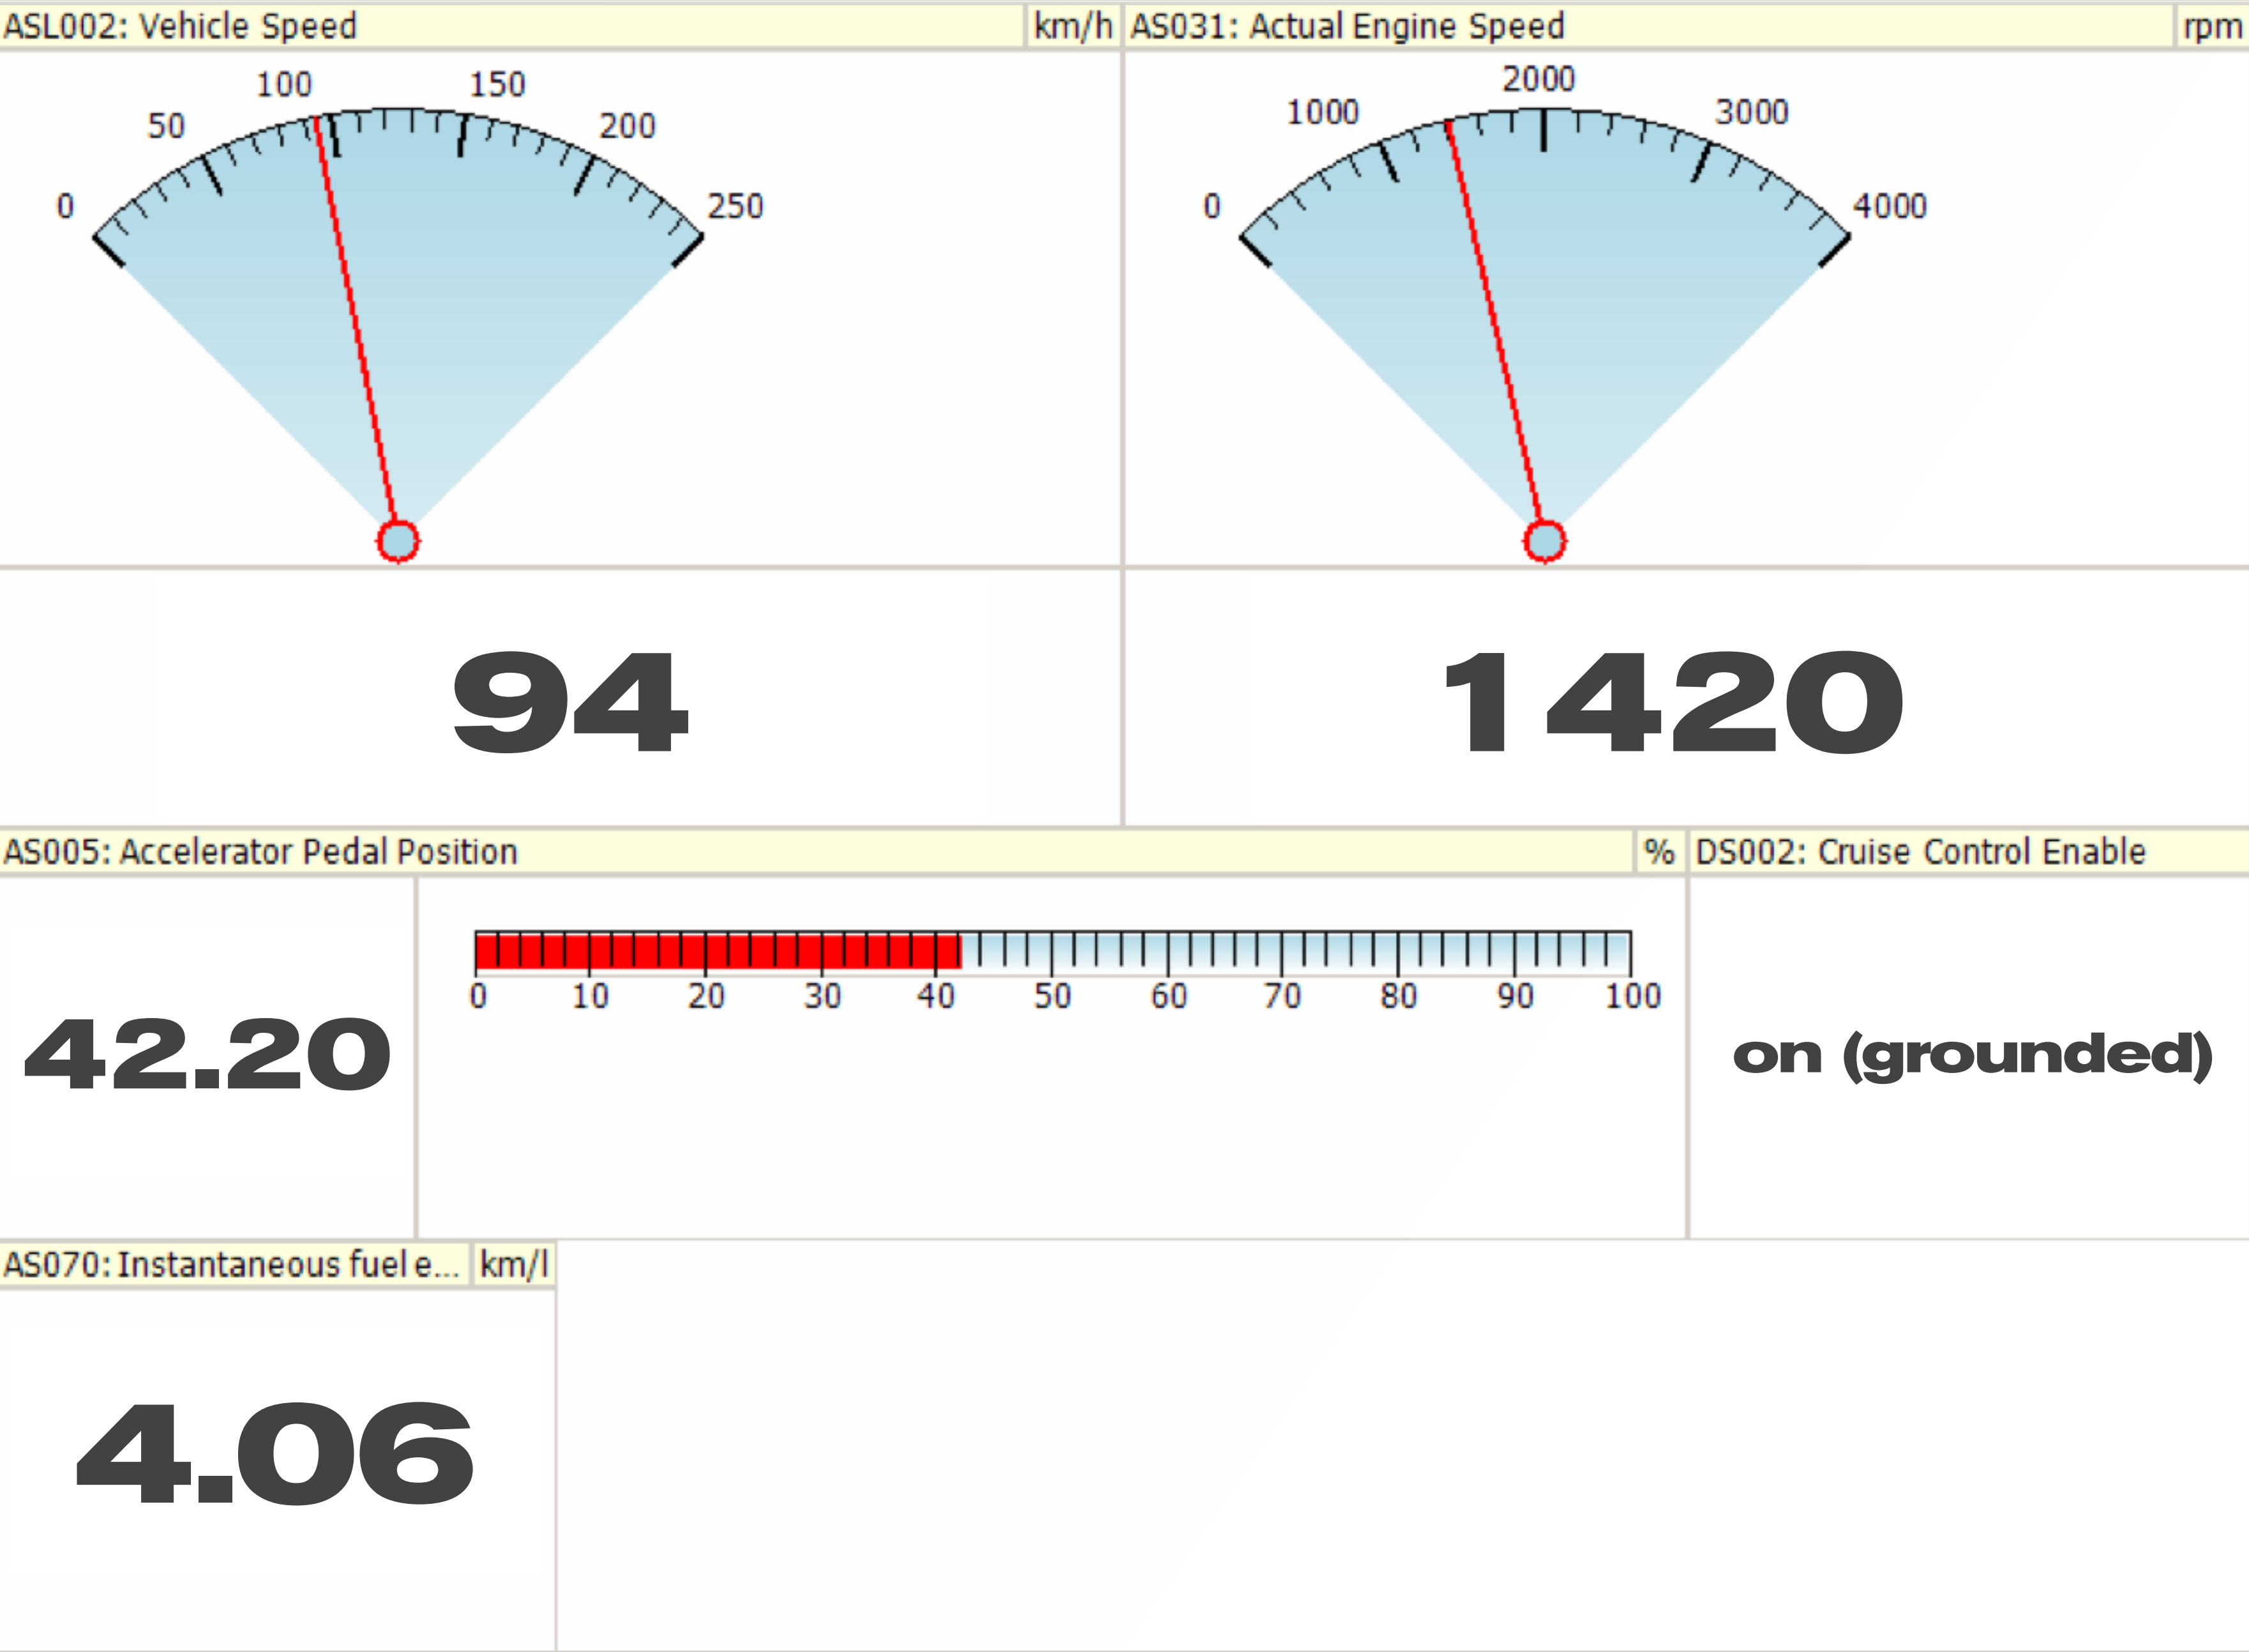 ASL002: Vehicle Speed km/h AS031: Actual Engine Speed rpm
0 50 100 150 200 250
0 1000 2000 3000 4000
94 1420
AS005: Accelerator Pedal Position % DS002: Cruise Control Enable
42.20
0 10 20 30 40 50 60 70 80 90 100
on (grounded)
AS070: Instantaneous fuel e... km/l
4.06